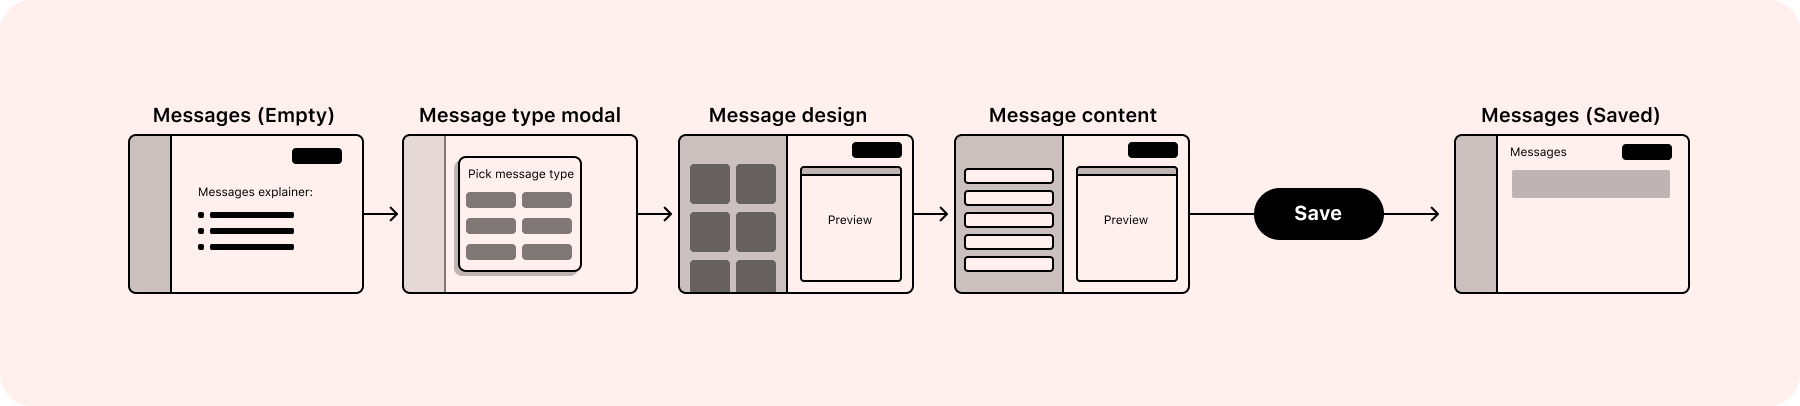 Messages (Empty)
Messages explainer:
Message type modal
Pick message type
Message design
Preview
Message content
Preview
Save
Messages (Saved)
Messages